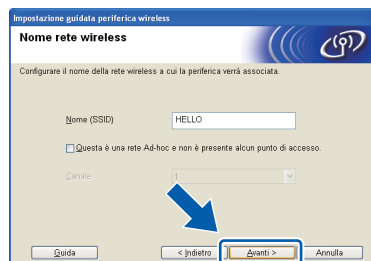 Impostazione guidata periferica wireless
Nome rete wireless
Configurare il nome della rete wireless a cui la periferica verrà associata.
Nome (SSID)
HELLO
Questa è una rete Ad-hoc e non è presente alcun punto di accesso.
Canale
1
Guida
< Indietro
Avanti >
Annulla